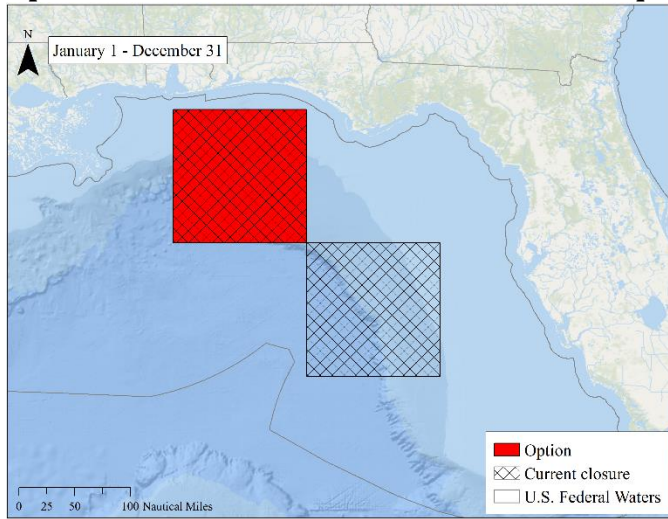 N
January 1 - December 31
Option
Current closure
U.S. Federal Waters
0 25 50 100 Nautical Miles